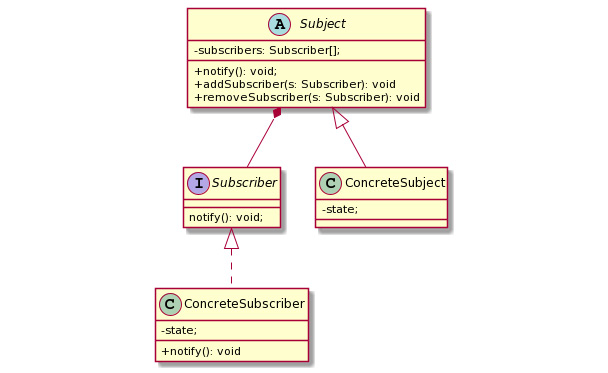 A Subject
-subscribers: Subscriber[];
+notify(): void;
+addSubscriber(s: Subscriber): void
+removeSubscriber(s: Subscriber): void
I Subscriber
notify(): void;
C ConcreteSubject
-state;
C ConcreteSubscriber
-state;
+notify(): void